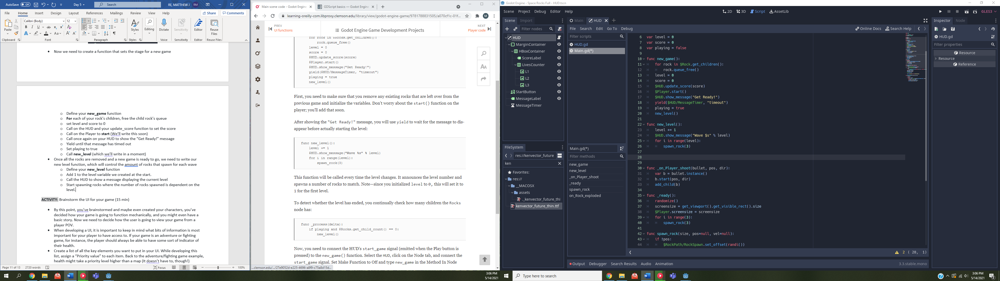 AutoSave Off Day 5 Search RE, MATTHEW J RM
File Home Insert Draw Design Layout References Mailings Review View Help Share Comments
Calibri (Body) 12
Paste Styles Editing Dictate Sensitivity Editor Reuse Files
Clipboard Font Paragraph Styles Voice Sensitivity Editor Reuse Files
• Now we need to create a function that sets the stage for a new game
o Define your new_game function
o For each of your rock's children, free the child rock's queue
o set level and score to 0
o Call on the HUD and your update_score function to set the score
o Call on the Player to start (We'll write this soon)
o Call once again on your HUD to show the "Get Ready!" message
o Yield until that message has timed out
o Set playing to true
o Call new_level (which we'll write in a moment)
• Once all the rocks are removed and a new game is ready to go, we need to write our
new level function, which will control the amount of rocks that spawn for each wave
o Define your new_level function
o Add 1 to the level variable we created at the start.
o Call the HUD to show a message displaying the current level
o Start spawning rocks where the number of rocks spawned is dependent on the
level.
ACTIVITY: Brainstorm the UI for your game (15 min)
• By this point, you've brainstormed and maybe even created your characters, you've
decided how your game is going to function mechanically, and you might even have a
basic story. Now we need to decide how the user is going to view your game from a
player POV.
• When developing a UI, it is important to keep in mind what bits of information is most
important for your player to have access to. If your game is an adventure or fighting
game, for instance, the player should always be able to have some sort of indicator of
their health.
• Create a list of all the key elements you want to put in your UI. While developing this
list, assign a "Priority value" to each item. Back to the adventure/fighting game example,
health might take a priority level higher than a map (It doesn't have to, though!)
Page 11 of 13 2720 words Focus 100%
Main scene code - Godot Engine GDScript basics — Godot Engine
learning-oreilly-com.libproxy.clemson.edu/library/view/godot-engine-game/9781788831505/a070cf1c-01f...
PREV
UI functions
Godot Engine Game Development Projects
NEXT
Player code
for rock in $Rocks.get_children():
rock.queue_free()
level = 0
score = 0
$HUD.update_score(score)
$Player.start()
$HUD.show_message("Get Ready!")
yield($HUD/MessageTimer, "timeout")
playing = true
new_level()
First, you need to make sure that you remove any existing rocks that are left over from the
previous game and initialize the variables. Don't worry about the start() function on the
player; you'll add that soon.
After showing the "Get Ready!" message, you will use yield to wait for the message to dis-
appear before actually starting the level:
func new_level():
level += 1
$HUD.show_message("Wave %s" % level)
for i in range(level):
spawn_rock(3)
This function will be called every time the level changes. It announces the level number and
spawns a number of rocks to match. Note—since you initialized level to 0, this will set it to
1 for the first level.
To detect whether the level has ended, you continually check how many children the Rocks
node has:
func _process(delta):
if playing and $Rocks.get_child_count() == 0:
new_level()
Now, you need to connect the HUD's start_game signal (emitted when the Play button is
pressed) to the new_game() function. Select the HUD, click on the Node tab, and connect the
start_game signal. Set Make Function to Off and type new_game in the Method In Node
...clemson.edu/.../27e9052d-e225-4696-a8f9-c75a8d15d...
3:06 PM
5/14/2021
Godot Engine - Space Rocks Full - HUD.tscn
Scene Project Debug Editor Help 2D 3D Script AssetLib GLES3
Scene Import
Filter nodes
HUD
MarginContainer
HBoxContainer
ScoreLabel
LivesCounter
L1
L2
L3
StartButton
MessageLabel
MessageTimer
FileSystem
res://kenvector_future
ken
Favorites:
res://
__MACOSX
assets
._kenvector_future_thi
kenvector_future_thin.ttf
Main HUD
File Search Edit Go To Debug Online Docs Search Help
Filter scripts
HUD.gd
Main.gd(*)
Main.gd(*)
Filter methods
new_game
new_level
_on_Player_shoot
_ready
spawn_rock
on_Rock_exploded
6 var level = 0
7 var score = 0
8 var playing = false
9
10 func new_game():
11 for rock in $Rock.get_children():
12 rock.queue_free()
13 level = 0
14 score = 0
15 $HUD.update_score(score)
16 $Player.start()
17 $HUD.show_message("Get Ready!")
18 yield($HUD/MessageTimer, "timeout")
19 playing = true
20 new_level()
21
22 func new_level():
23 level += 1
24 $HUD.show_message("Wave $s" % level)
25 for i in range(level):
26 spawn_rock(3)
27
28
29
30 func _on_Player_shoot(bullet, pos, dir):
31 var b = bullet.instance()
32 b.start(pos, dir)
33 add_child(b)
34
35 func _ready():
36 randomize()
37 screensize = get_viewport().get_visible_rect().size
38 $Player.screensize = screensize
39 for i in range(3):
40 spawn_rock(3)
41
42 func spawn_rock(size, pos=null, vel=null):
43 if !pos:
44 $RockPath/RockSpawn.set_offset(randi())
2 ( 28, 1)
Output Debugger Search Results Audio Animation 3.3.stable.mono
Inspector Node
HUD.gd
Filter properties
Resource
Resource
Reference
Type here to search
3:06 PM
5/14/2021